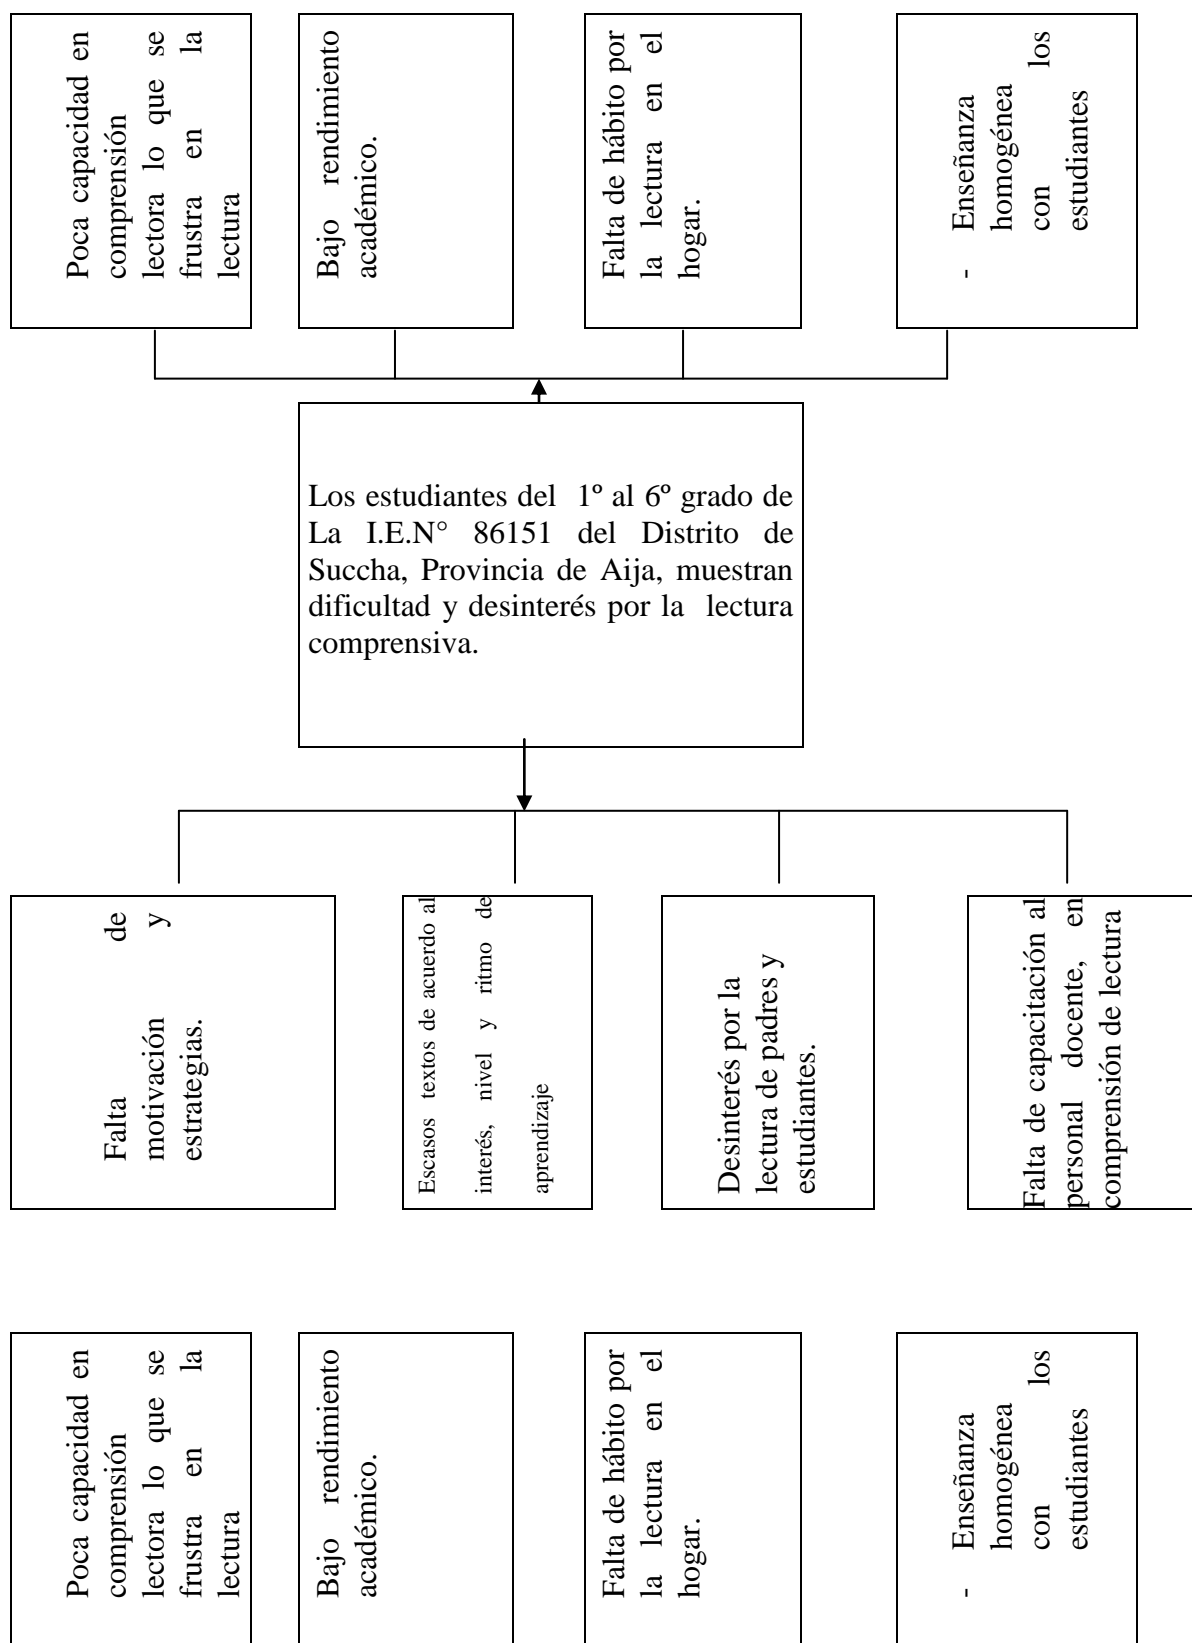 Poca capacidad en
comprensión
lectora lo que se
frustra en la
lectura
Bajo rendimiento
académico.
Falta de hábito por
la lectura en el
hogar.
- Enseñanza
homogénea
con los
estudiantes
Los estudiantes del 1º al 6º grado de
La I.E.N° 86151 del Distrito de
Succha, Provincia de Aija, muestran
dificultad y desinterés por la lectura
comprensiva.
Falta de
motivación y
estrategias.
Escasos textos de acuerdo al
interés, nivel y ritmo de
aprendizaje
Desinterés por la
lectura de padres y
estudiantes.
Falta de capacitación al
personal docente, en
comprensión de lectura
Poca capacidad en
comprensión
lectora lo que se
frustra en la
lectura
Bajo rendimiento
académico.
Falta de hábito por
la lectura en el
hogar.
- Enseñanza
homogénea
con los
estudiantes